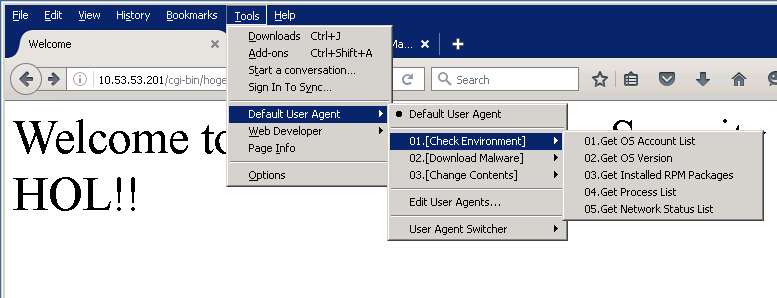 File Edit View History Bookmarks Tools Help
Welcome
Ma...
10.53.53.201/cgi-bin/hoge
Search
Downloads Ctrl+J
Add-ons Ctrl+Shift+A
Start a conversation...
Sign In To Sync...
Default User Agent
Web Developer
Page Info
Options
Default User Agent
01.[Check Environment]
02.[Download Malware]
03.[Change Contents]
Edit User Agents...
User Agent Switcher
01.Get OS Account List
02.Get OS Version
03.Get Installed RPM Packages
04.Get Process List
05.Get Network Status List
Welcome to
HOL!!